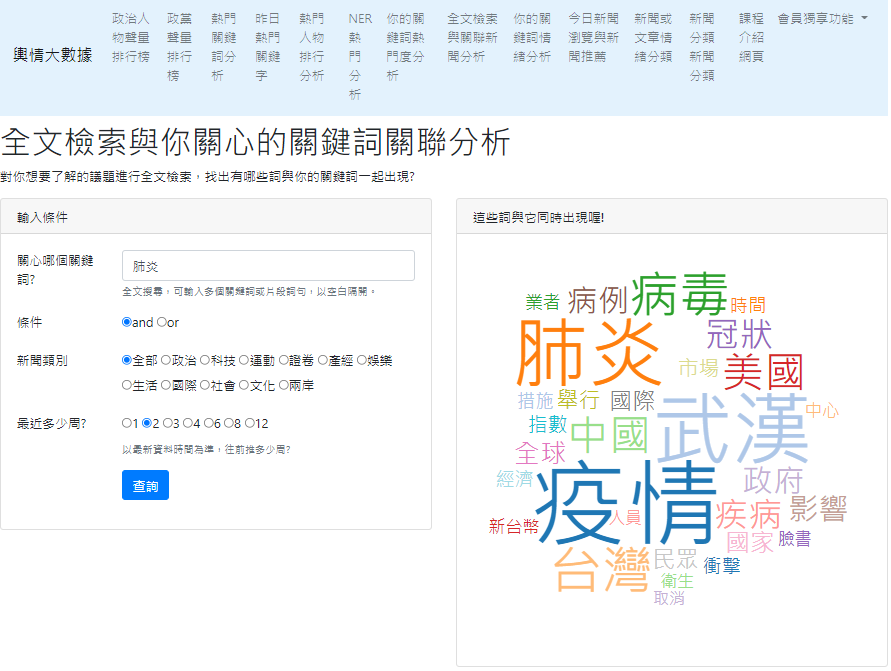 輿情大數據
政治人物聲量排行榜
政黨聲量排行榜
熱門關鍵詞分析
昨日熱門關鍵字
熱門人物排行分析
NER熱門分析
你的關鍵詞熱門度分析
全文檢索與關聯新聞分析
你的關鍵詞情緒分析
今日新聞瀏覽與新聞推薦
新聞或文章情緒分類
新聞分類新聞分類
課程介紹網頁
會員獨享功能
全文檢索與你關心的關鍵詞關聯分析
對你想要了解的議題進行全文檢索，找出有哪些詞與你的關鍵詞一起出現?
輸入條件
關心哪個關鍵詞?
肺炎
全文搜尋，可輸入多個關鍵詞或片段詞句，以空白隔開。
條件
and or
新聞類別
全部 政治 科技 運動 證卷 產經 娛樂
生活 國際 社會 文化 兩岸
最近多少周?
1 2 3 4 6 8 12
以最新資料時間為準，往前推多少周?
查詢
這些詞與它同時出現喔!
業者 病例 病毒 時間
肺炎 冠狀
市場 美國
措施 舉行 國際 武漢 中心
指數 中國
全球
經濟 疫情 政府
新台幣 人員 疾病 影響
國家 臉書
台灣 民眾 衝擊
衛生
取消